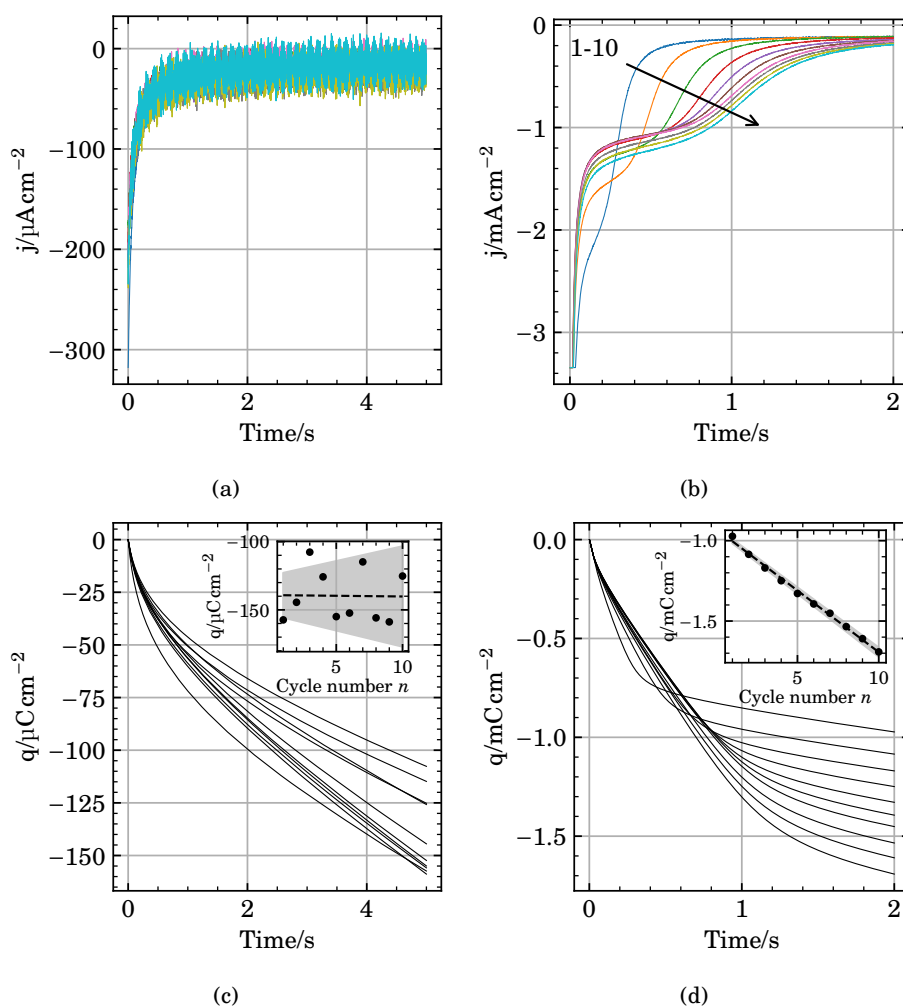 0
−100
−200
−300
j/µA cm⁻²
0 2 4
Time/s
(a)
−0
−1
−2
−3
j/mA cm⁻²
1-10
0 1 2
Time/s
(b)
0
−25
−50
−75
−100
−125
−150
q/µC cm⁻²
−100
−150
q/µC cm⁻²
5 10
Cycle number n
0 2 4
Time/s
(c)
0.0
−0.5
−1.0
−1.5
q/mC cm⁻²
−1.0
−1.5
q/mC cm⁻²
5 10
Cycle number n
0 1 2
Time/s
(d)